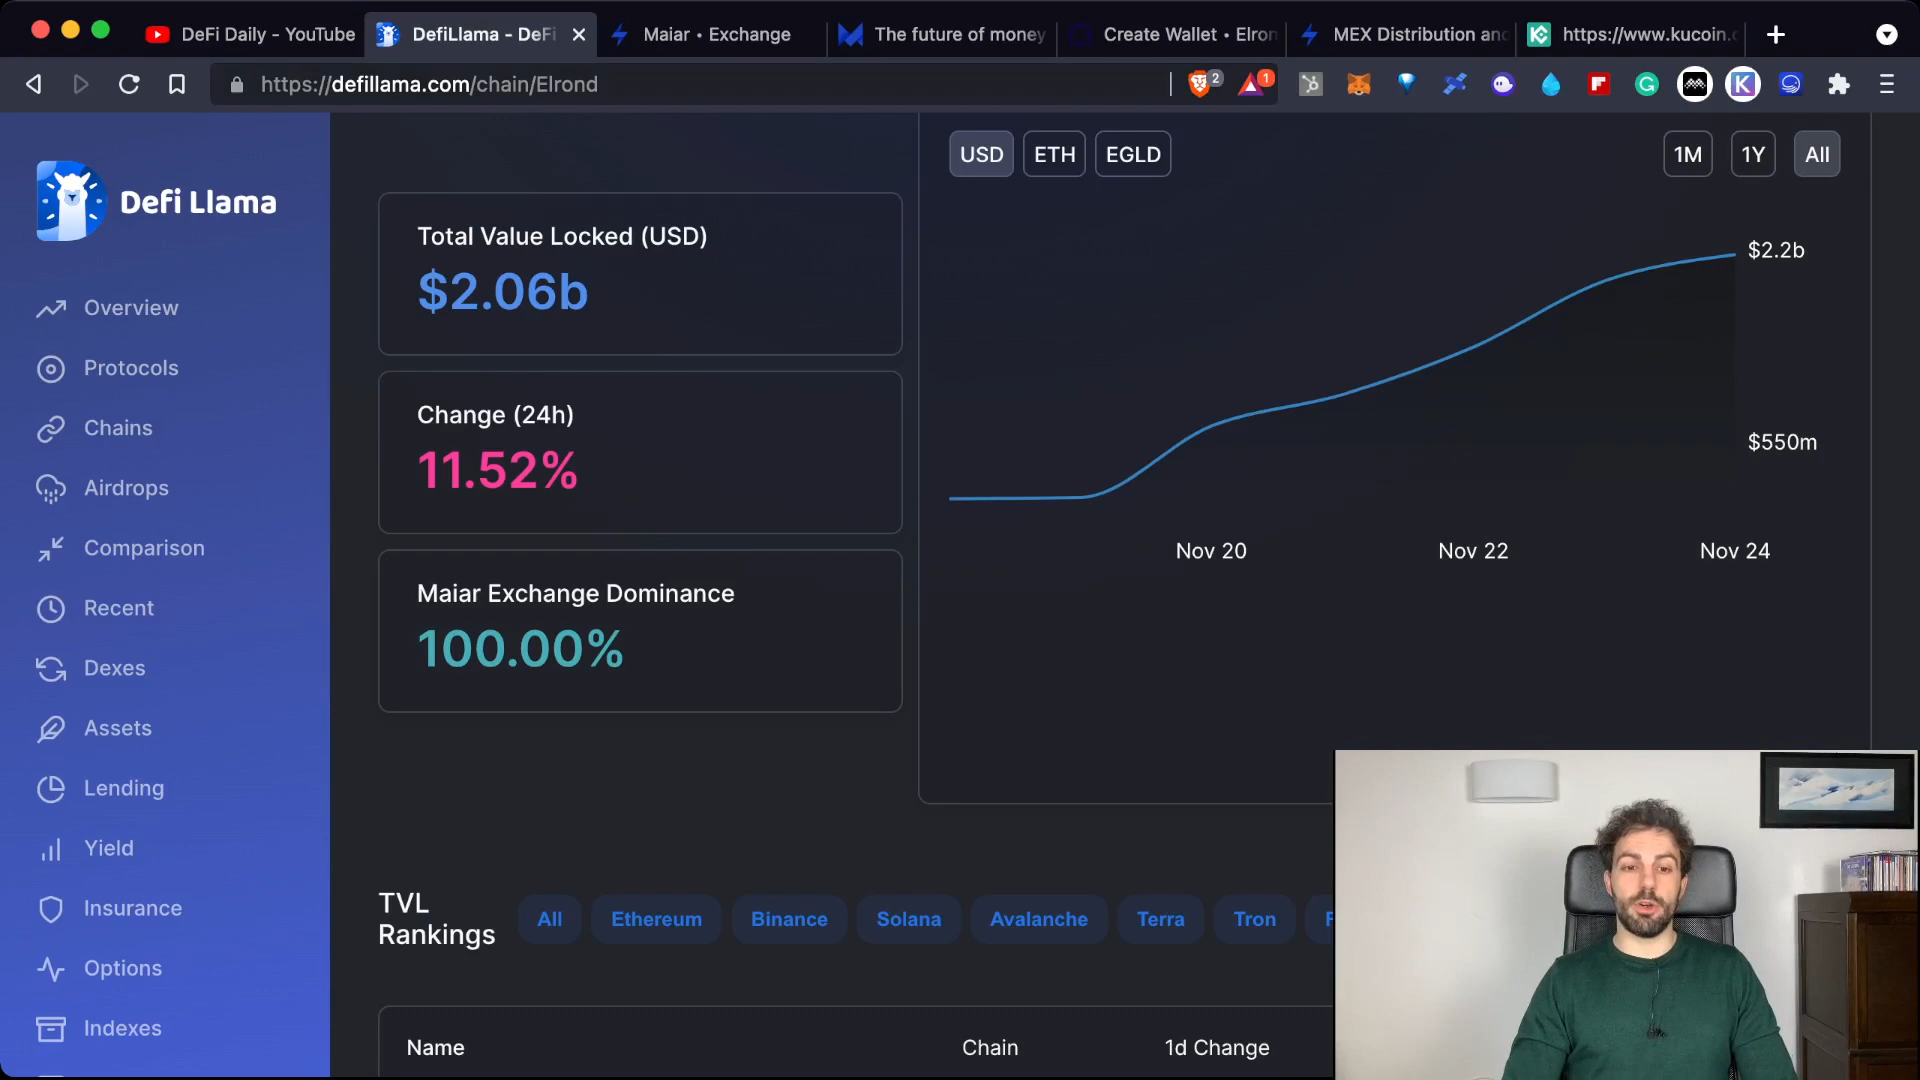 DeFi Daily - YouTube
DefiLlama - DeFi
Maiar • Exchange
The future of money
Create Wallet • Elron
MEX Distribution and
https://www.kucoin.c
https://defillama.com/chain/Elrond
2
1
Defi Llama
Overview
Protocols
Chains
Airdrops
Comparison
Recent
Dexes
Assets
Lending
Yield
Insurance
Options
Indexes
Total Value Locked (USD)
$2.06b
Change (24h)
11.52%
Maiar Exchange Dominance
100.00%
USD ETH EGLD
1M 1Y All
$2.2b
$550m
Nov 20 Nov 22 Nov 24
TVL
Rankings
All Ethereum Binance Solana Avalanche Terra Tron F
Name Chain 1d Change